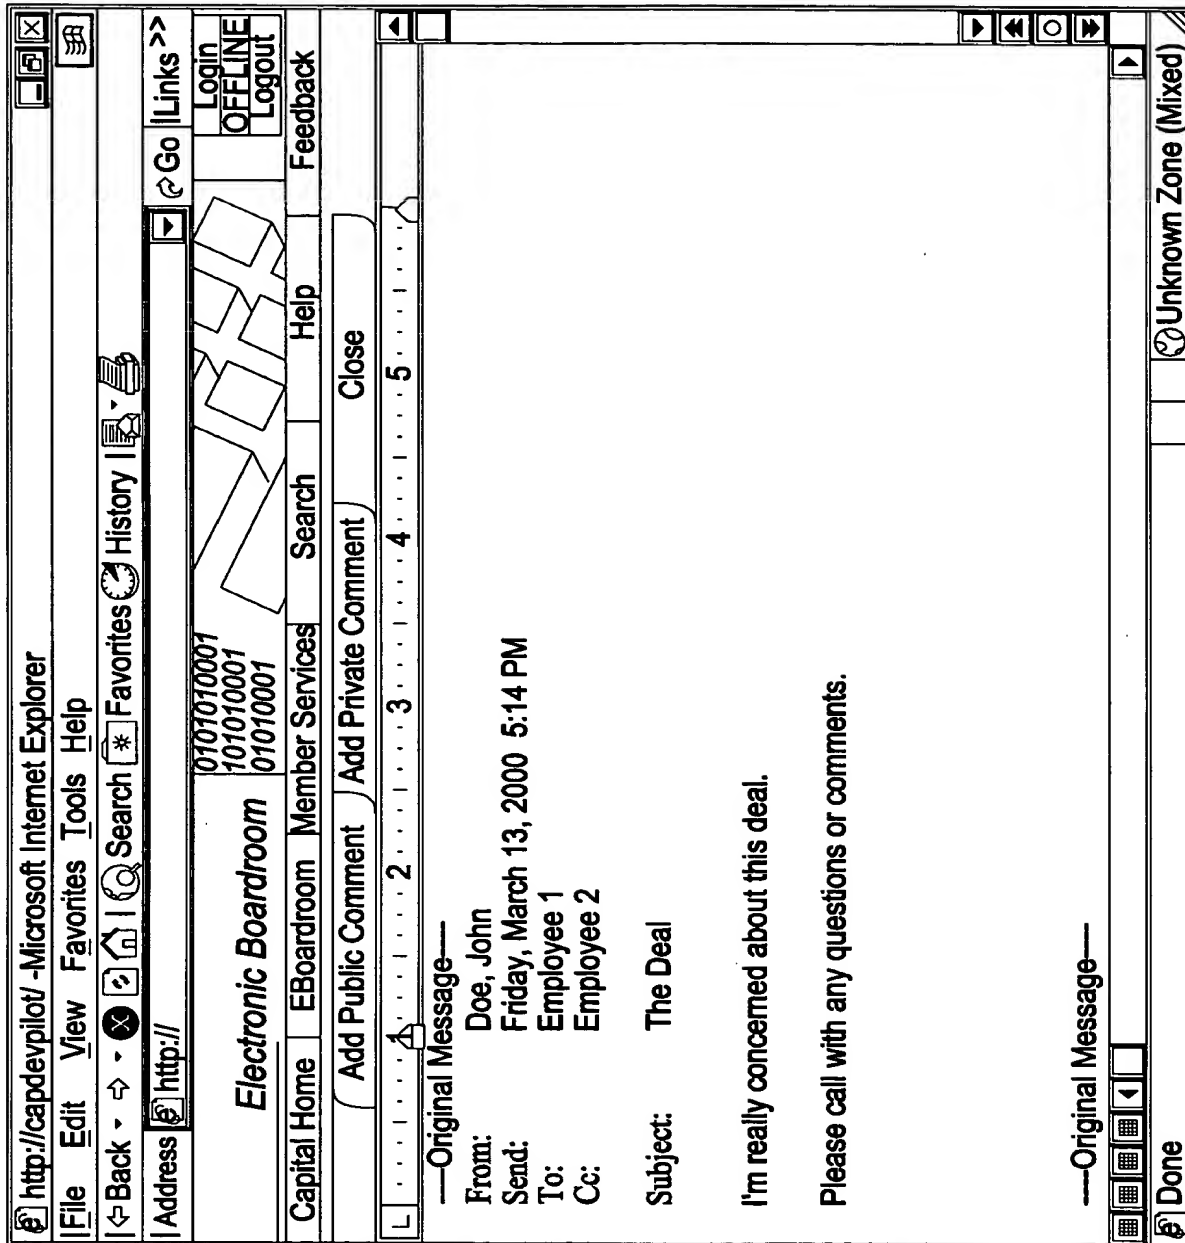 http://capdevpilot/ -Microsoft Internet Explorer
File Edit View Favorites Tools Help
Back Search Favorites History
Address http:// Go Links >>
Electronic Boardroom
010101001
10101001
01010001
Login
OFFLINE
Logout
Capital Home EBoardroom Member Services Search Help Feedback
Add Public Comment Add Private Comment Close
1 2 3 4 5
----Original Message----
From: Doe, John
Send: Friday, March 13, 2000 5:14 PM
To: Employee 1
Cc: Employee 2
Subject: The Deal
I'm really concerned about this deal.
Please call with any questions or comments.
----Original Message----
Done Unknown Zone (Mixed)